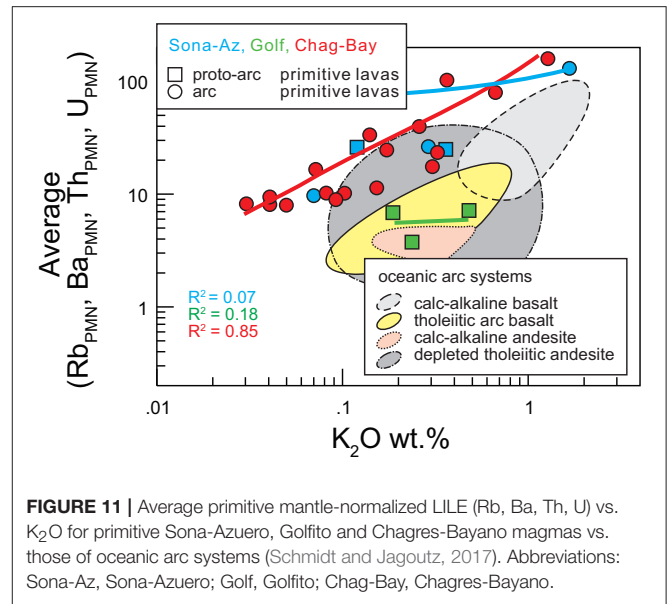 Sona-Az, Golf, Chag-Bay
proto-arc primitive lavas
arc primitive lavas
Average
(Rb_PMN, Ba_PMN, Th_PMN, U_PMN)
100
10
1
R² = 0.07
R² = 0.18
R² = 0.85
oceanic arc systems
calc-alkaline basalt
tholeiitic arc basalt
calc-alkaline andesite
depleted tholeiitic andesite
.01
.1
1
K₂O wt.%
FIGURE 11 | Average primitive mantle-normalized LILE (Rb, Ba, Th, U) vs.
K₂O for primitive Sona-Azuero, Golfito and Chagres-Bayano magmas vs.
those of oceanic arc systems (Schmidt and Jagoutz, 2017). Abbreviations:
Sona-Az, Sona-Azuero; Golf, Golfito; Chag-Bay, Chagres-Bayano.